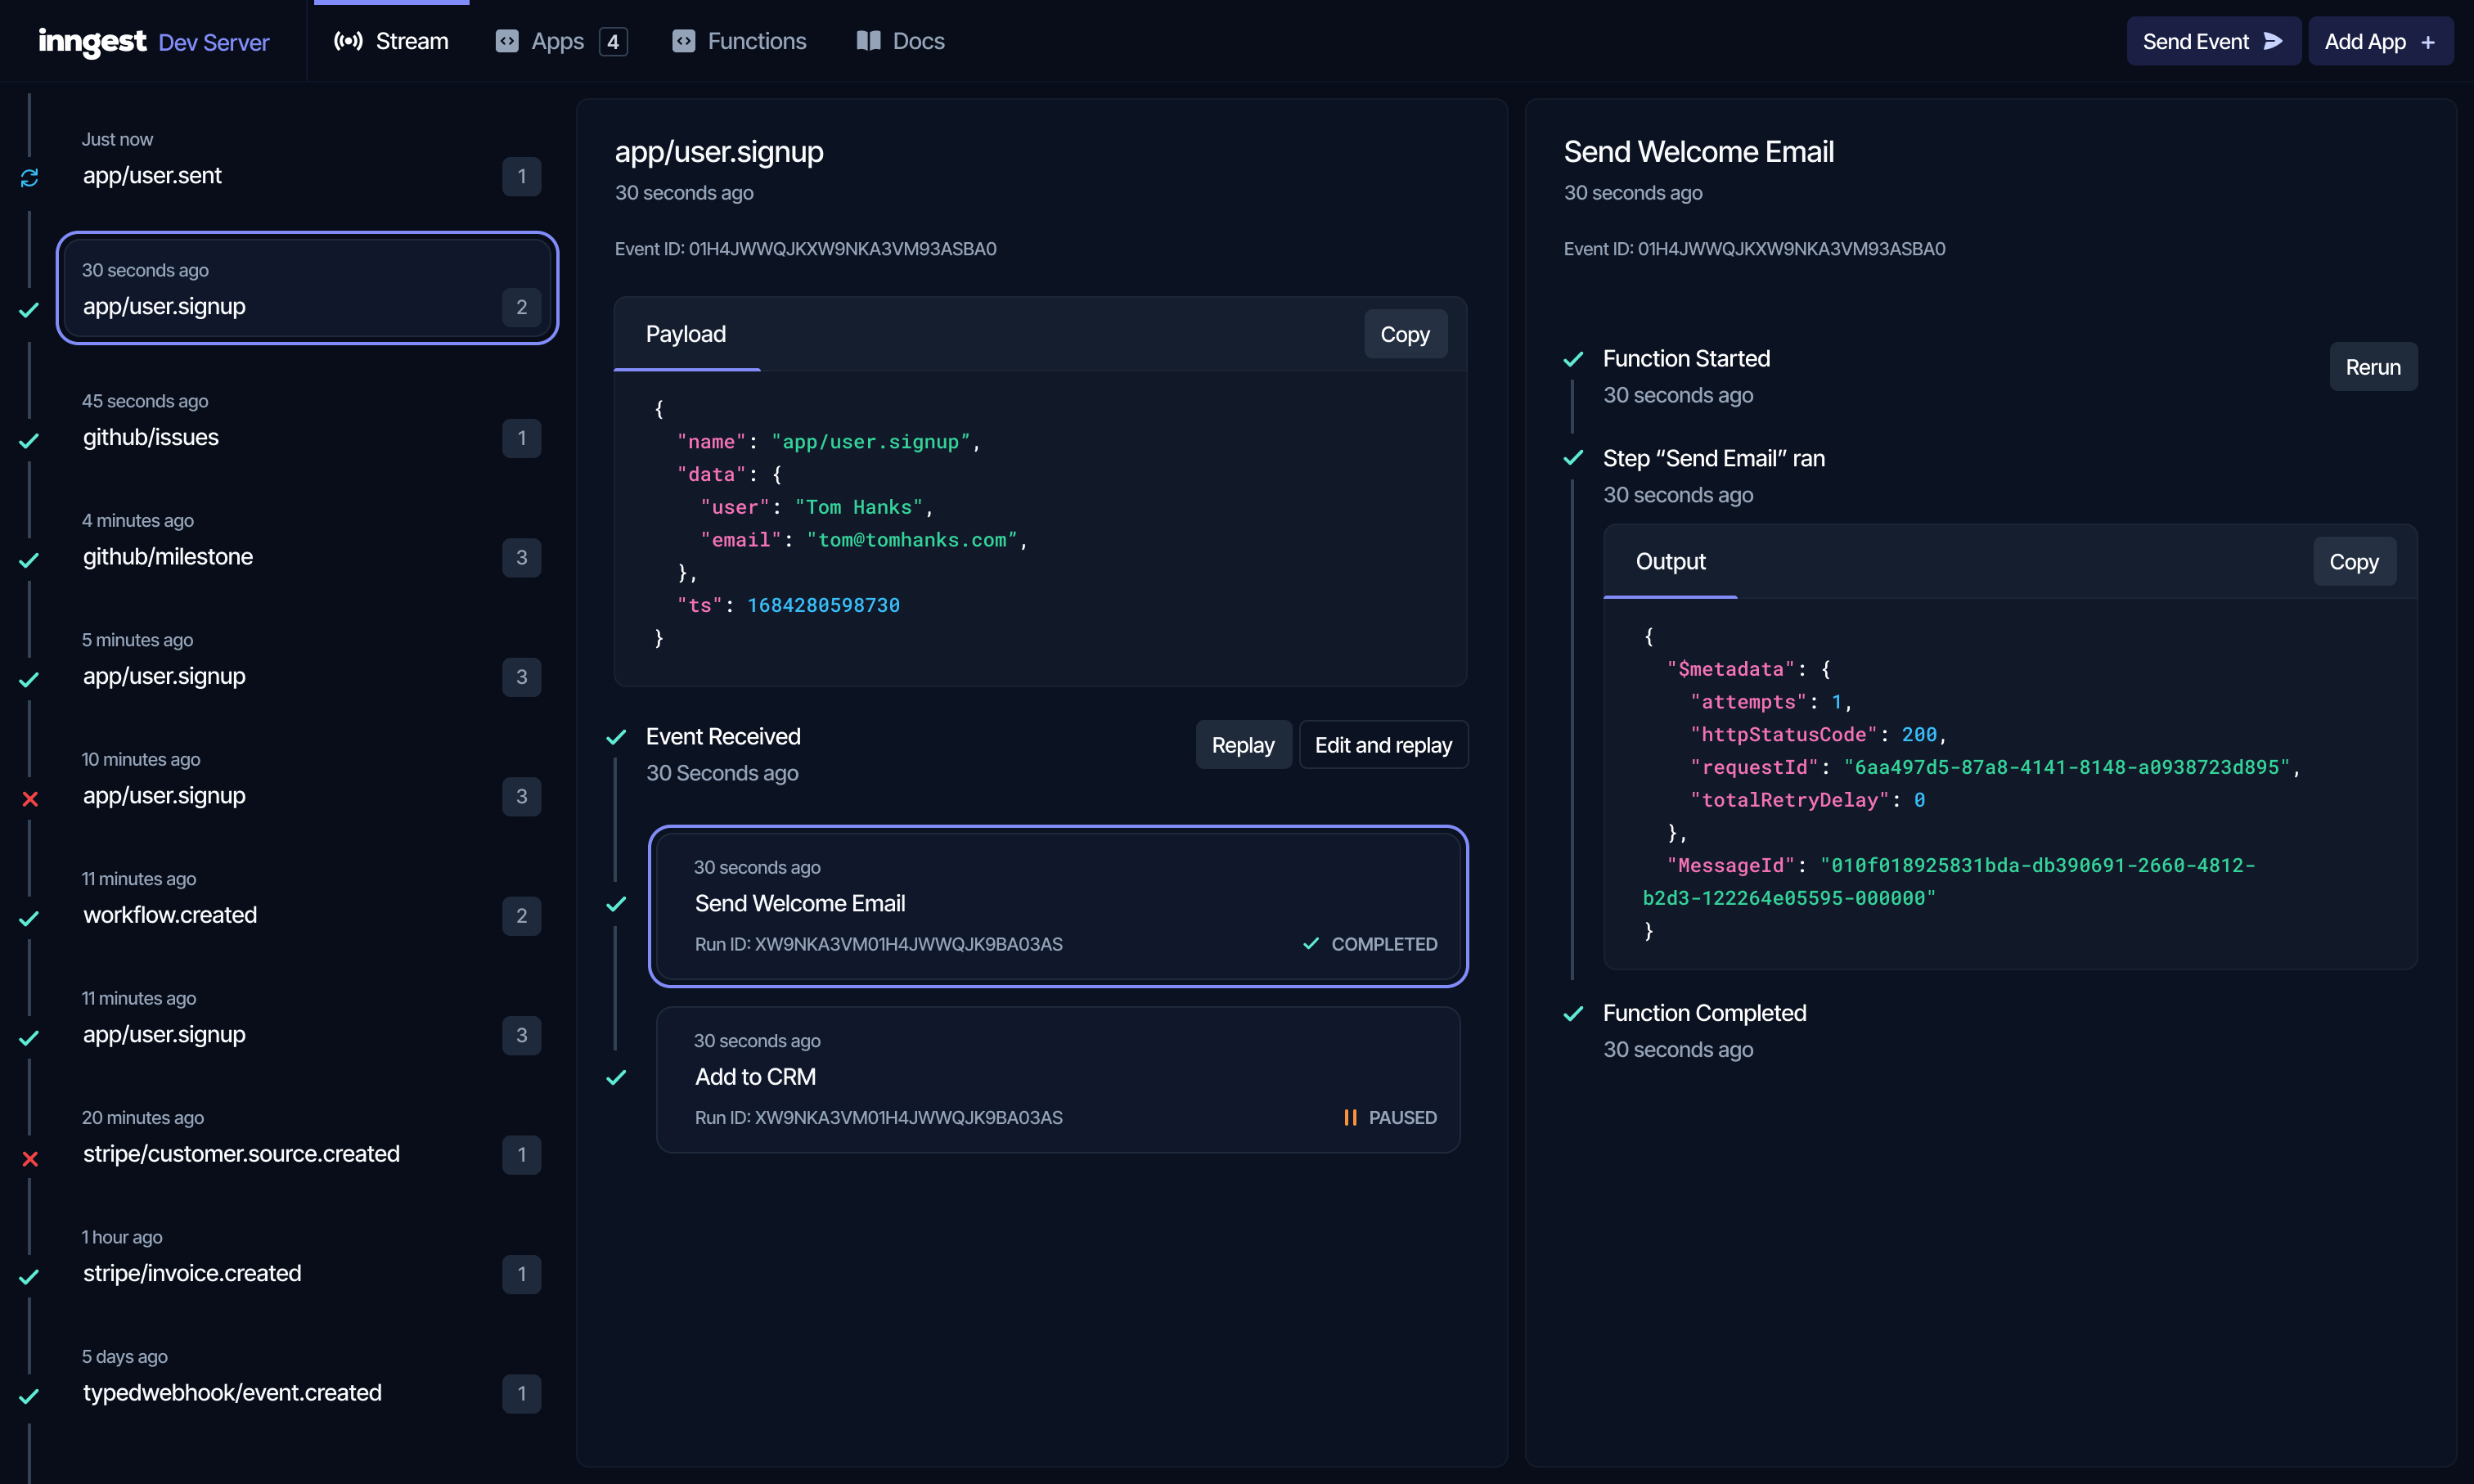 inngest Dev Server
Stream
Apps 4
Functions
Docs
Send Event
Add App +
Just now
app/user.sent 1
30 seconds ago
app/user.signup 2
45 seconds ago
github/issues 1
4 minutes ago
github/milestone 3
5 minutes ago
app/user.signup 3
10 minutes ago
app/user.signup 3
11 minutes ago
workflow.created 2
11 minutes ago
app/user.signup 3
20 minutes ago
stripe/customer.source.created 1
1 hour ago
stripe/invoice.created 1
5 days ago
typedwebhook/event.created 1
app/user.signup
30 seconds ago
Event ID: 01H4JWWQJKXW9NKA3VM93ASBA0
Payload
Copy
{
"name": "app/user.signup”,
"data": {
"user": "Tom Hanks",
"email": "tom@tomhanks.com”,
},
"ts": 1684280598730
}
Event Received
30 Seconds ago
Replay
Edit and replay
30 seconds ago
Send Welcome Email
Run ID: XW9NKA3VM01H4JWWQJK9BA03AS
COMPLETED
30 seconds ago
Add to CRM
Run ID: XW9NKA3VM01H4JWWQJK9BA03AS
PAUSED
Send Welcome Email
30 seconds ago
Event ID: 01H4JWWQJKXW9NKA3VM93ASBA0
Function Started
30 seconds ago
Rerun
Step “Send Email” ran
30 seconds ago
Output
Copy
{
"$metadata": {
"attempts": 1,
"httpStatusCode": 200,
"requestId": "6aa497d5-87a8-4141-8148-a0938723d895",
"totalRetryDelay": 0
},
"MessageId": "010f018925831bda-db390691-2660-4812-
b2d3-122264e05595-000000"
}
Function Completed
30 seconds ago